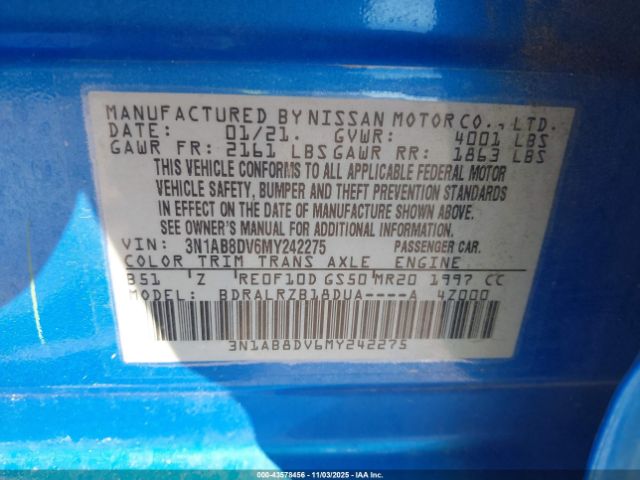 MANUFACTURED BY NISSAN MOTOR CO., LTD.
DATE: 01/21. GVWR: 4001 LBS
GAWR FR: 2161 LBS GAWR RR: 1863 LBS
THIS VEHICLE CONFORMS TO ALL APPLICABLE FEDERAL MOTOR
VEHICLE SAFETY, BUMPER AND THEFT PREVENTION STANDARDS
IN EFFECT ON THE DATE OF MANUFACTURE SHOWN ABOVE.
SEE OWNER'S MANUAL FOR ADDITIONAL INFORMATION.
VIN: 3N1AB8DV6MY242275 PASSENGER CAR.
COLOR TRIM TRANS AXLE ENGINE
B51 Z RE0F10D GS50 MR20 1997 CC
MODEL: BDRALRZB18DUA----A 4Z000
3N1AB8DV6MY242275
000-43578456 - 11/03/2025 - IAA Inc. - Copyright